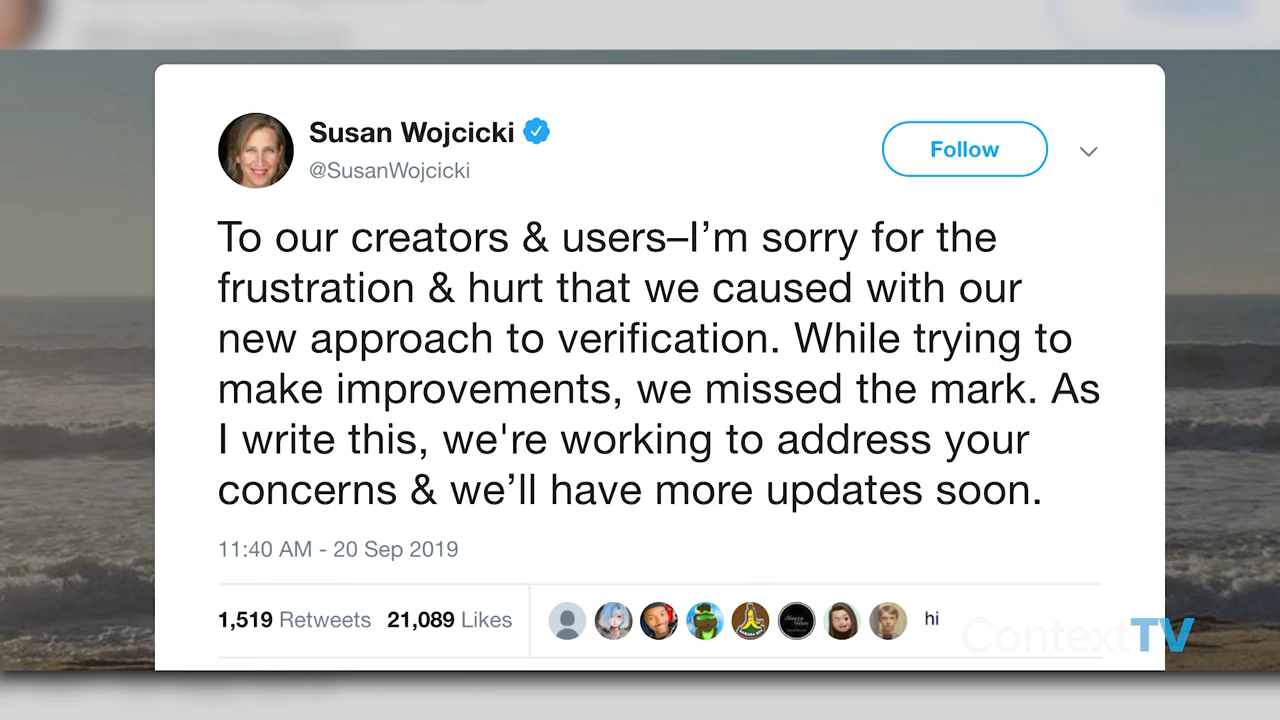 Susan Wojcicki
@SusanWojcicki
Follow
To our creators & users–I’m sorry for the
frustration & hurt that we caused with our
new approach to verification. While trying to
make improvements, we missed the mark. As
I write this, we're working to address your
concerns & we’ll have more updates soon.
11:40 AM - 20 Sep 2019
1,519 Retweets 21,089 Likes
hi
ContextTV